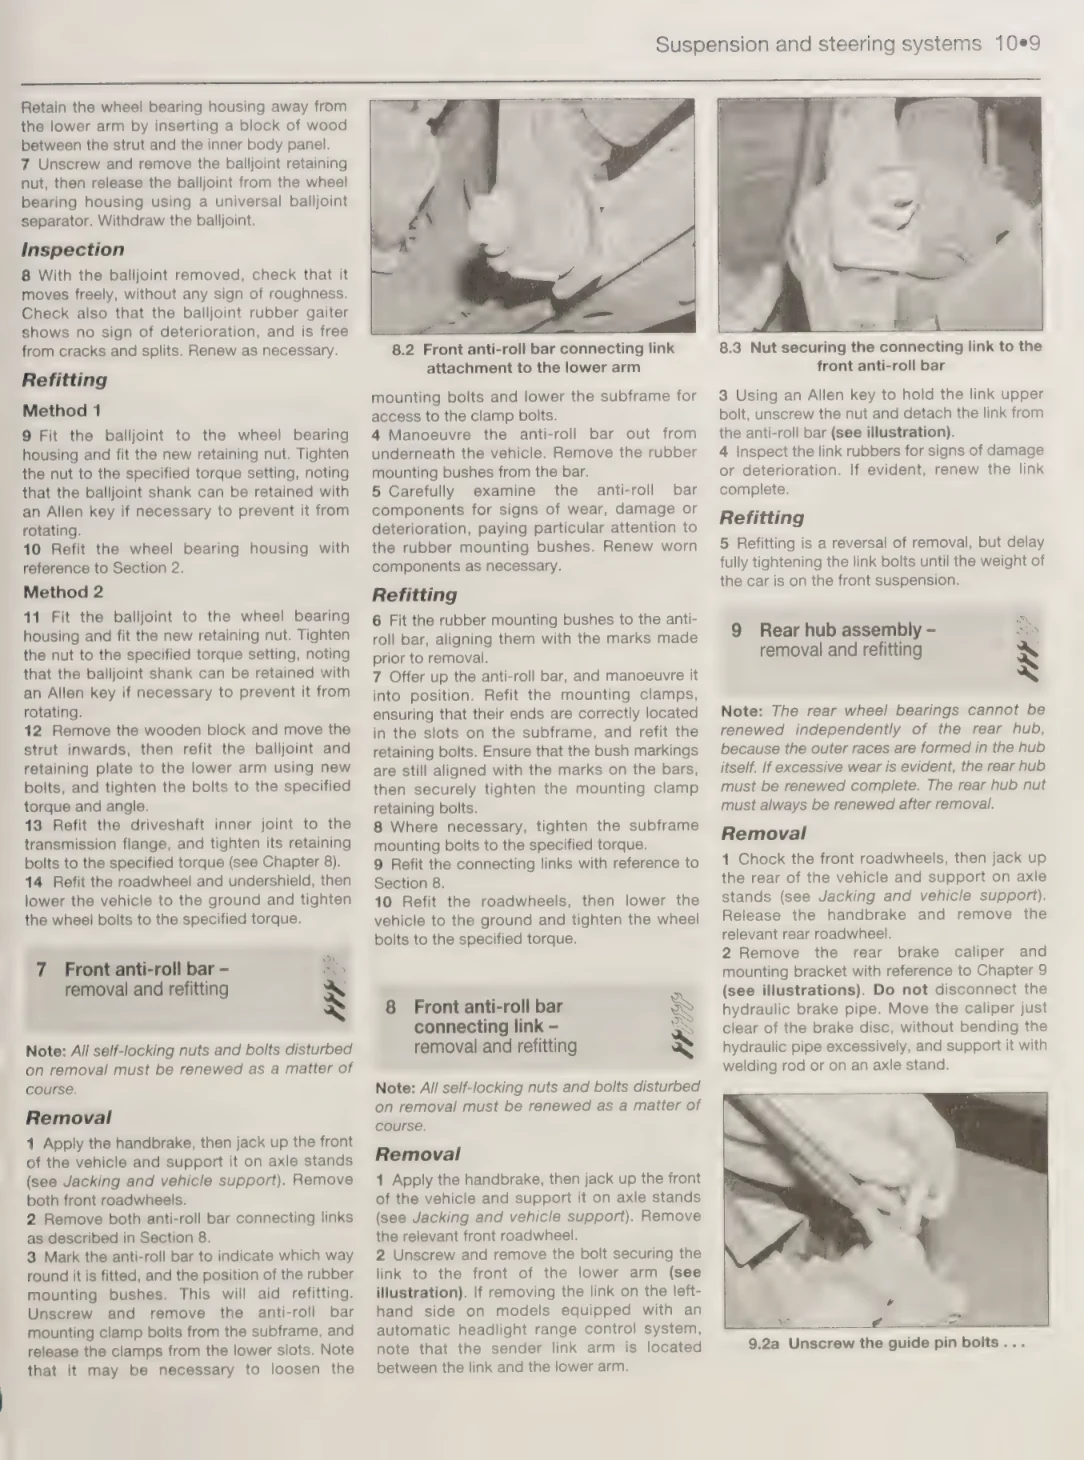 Suspension and steering systems 10•9
Retain the wheel bearing housing away from
the lower arm by inserting a block of wood
between the strut and the inner body panel.
7 Unscrew and remove the balljoint retaining
nut, then release the balljoint from the wheel
bearing housing using a universal balljoint
separator. Withdraw the balljoint.
Inspection
8 With the balljoint removed, check that it
moves freely, without any sign of roughness.
Check also that the balljoint rubber gaiter
shows no sign of deterioration, and is free
from cracks and splits. Renew as necessary.
Refitting
Method 1
9 Fit the balljoint to the wheel bearing
housing and fit the new retaining nut. Tighten
the nut to the specified torque setting, noting
that the balljoint shank can be retained with
an Allen key if necessary to prevent it from
rotating.
10 Refit the wheel bearing housing with
reference to Section 2.
Method 2
11 Fit the balljoint to the wheel bearing
housing and fit the new retaining nut. Tighten
the nut to the specified torque setting, noting
that the balljoint shank can be retained with
an Allen key if necessary to prevent it from
rotating.
12 Remove the wooden block and move the
strut inwards, then refit the balljoint and
retaining plate to the lower arm using new
bolts, and tighten the bolts to the specified
torque and angle.
13 Refit the driveshaft inner joint to the
transmission flange, and tighten its retaining
bolts to the specified torque (see Chapter 8).
14 Refit the roadwheel and undershield, then
lower the vehicle to the ground and tighten
the wheel bolts to the specified torque.
7 Front anti-roll bar –
removal and refitting
Note: All self-locking nuts and bolts disturbed
on removal must be renewed as a matter of
course.
Removal
1 Apply the handbrake, then jack up the front
of the vehicle and support it on axle stands
(see Jacking and vehicle support). Remove
both front roadwheels.
2 Remove both anti-roll bar connecting links
as described in Section 8.
3 Mark the anti-roll bar to indicate which way
round it is fitted, and the position of the rubber
mounting bushes. This will aid refitting.
Unscrew and remove the anti-roll bar
mounting clamp bolts from the subframe, and
release the clamps from the lower slots. Note
that it may be necessary to loosen the
8.2 Front anti-roll bar connecting link
attachment to the lower arm
mounting bolts and lower the subframe for
access to the clamp bolts.
4 Manoeuvre the anti-roll bar out from
underneath the vehicle. Remove the rubber
mounting bushes from the bar.
5 Carefully examine the anti-roll bar
components for signs of wear, damage or
deterioration, paying particular attention to
the rubber mounting bushes. Renew worn
components as necessary.
Refitting
6 Fit the rubber mounting bushes to the anti-
roll bar, aligning them with the marks made
prior to removal.
7 Offer up the anti-roll bar, and manoeuvre it
into position. Refit the mounting clamps,
ensuring that their ends are correctly located
in the slots on the subframe, and refit the
retaining bolts. Ensure that the bush markings
are still aligned with the marks on the bars,
then securely tighten the mounting clamp
retaining bolts.
8 Where necessary, tighten the subframe
mounting bolts to the specified torque.
9 Refit the connecting links with reference to
Section 8.
10 Refit the roadwheels, then lower the
vehicle to the ground and tighten the wheel
bolts to the specified torque.
8 Front anti-roll bar
connecting link –
removal and refitting
Note: All self-locking nuts and bolts disturbed
on removal must be renewed as a matter of
course.
Removal
1 Apply the handbrake, then jack up the front
of the vehicle and support it on axle stands
(see Jacking and vehicle support). Remove
the relevant front roadwheel.
2 Unscrew and remove the bolt securing the
link to the front of the lower arm (see
illustration). If removing the link on the left-
hand side on models equipped with an
automatic headlight range control system,
note that the sender link arm is located
between the link and the lower arm.
8.3 Nut securing the connecting link to the
front anti-roll bar
3 Using an Allen key to hold the link upper
bolt, unscrew the nut and detach the link from
the anti-roll bar (see illustration).
4 Inspect the link rubbers for signs of damage
or deterioration. If evident, renew the link
complete.
Refitting
5 Refitting is a reversal of removal, but delay
fully tightening the link bolts until the weight of
the car is on the front suspension.
9 Rear hub assembly –
removal and refitting
Note: The rear wheel bearings cannot be
renewed independently of the rear hub,
because the outer races are formed in the hub
itself. If excessive wear is evident, the rear hub
must be renewed complete. The rear hub nut
must always be renewed after removal.
Removal
1 Chock the front roadwheels, then jack up
the rear of the vehicle and support on axle
stands (see Jacking and vehicle support).
Release the handbrake and remove the
relevant rear roadwheel.
2 Remove the rear brake caliper and
mounting bracket with reference to Chapter 9
(see illustrations). Do not disconnect the
hydraulic brake pipe. Move the caliper just
clear of the brake disc, without bending the
hydraulic pipe excessively, and support it with
welding rod or on an axle stand.
9.2a Unscrew the guide pin bolts . . .